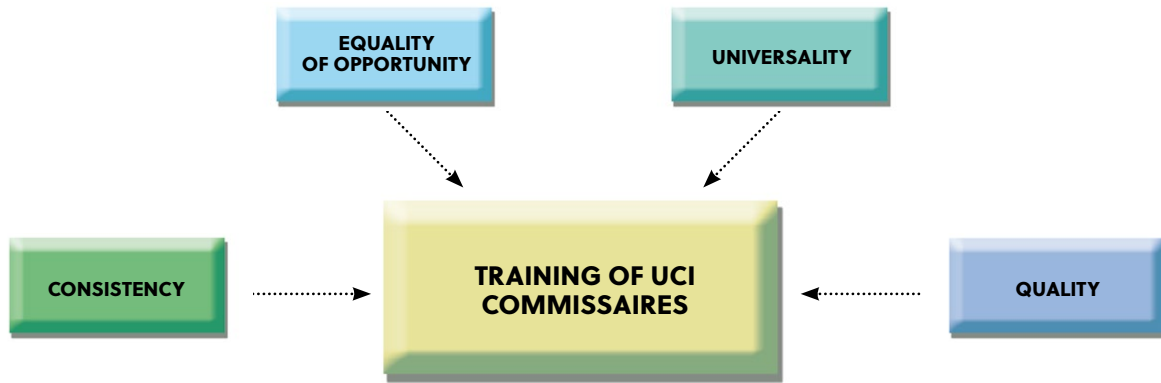 EQUALITY
OF OPPORTUNITY
UNIVERSALITY
CONSISTENCY
TRAINING OF UCI
COMMISSAIRES
QUALITY